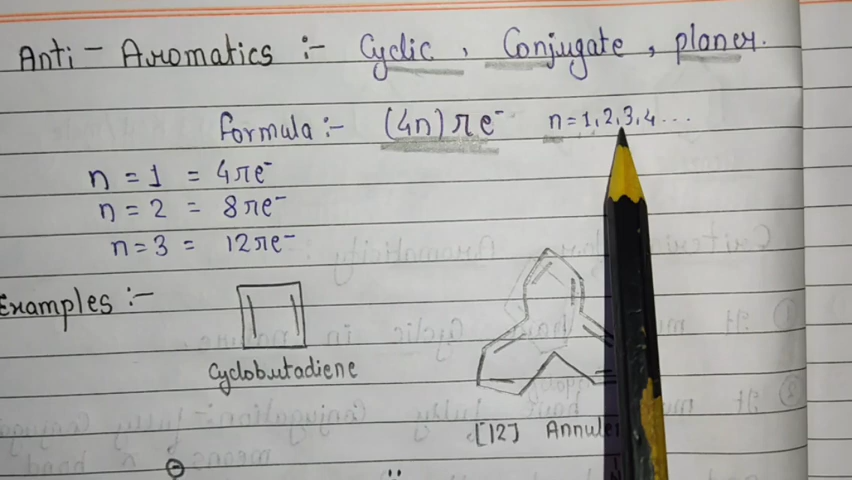 Anti-Aromatics :- Cyclic, Conjugate, planer.
Formula :- (4n)πe⁻ n=1,2,3,4...
n = 1 = 4πe⁻
n = 2 = 8πe⁻
n = 3 = 12πe⁻
Examples :-
Cyclobutadiene
[12] Annule